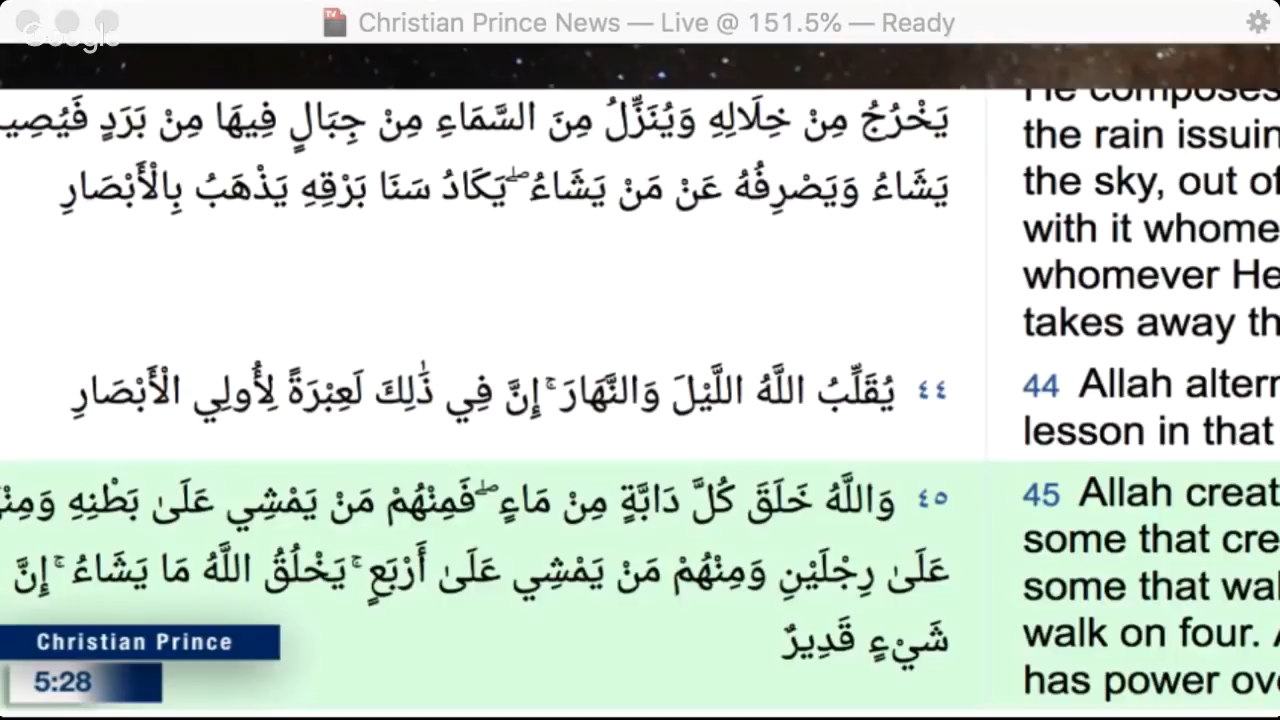 Christian Prince News — Live @ 151.5% — Ready
Google
يَخْرُجُ مِنْ خِلَالِهِ وَيُنَزِّلُ مِنَ السَّمَاءِ مِنْ جِبَالٍ فِيهَا مِنْ بَرَدٍ
يَشَاءُ وَيَصْرِفُهُ عَنْ مَنْ يَشَاءُ ۖ يَكَادُ سَنَا بَرْقِهِ يَذْهَبُ بِالْأَبْصَارِ
٤٤ يُقَلِّبُ اللَّهُ اللَّيْلَ وَالنَّهَارَ ۚ إِنَّ فِي ذَٰلِكَ لَعِبْرَةً لِأُولِي الْأَبْصَارِ
٤٥ وَاللَّهُ خَلَقَ كُلَّ دَابَّةٍ مِنْ مَاءٍ ۖ فَمِنْهُمْ مَنْ يَمْشِي عَلَىٰ بَطْنِهِ
عَلَىٰ رِجْلَيْنِ وَمِنْهُمْ مَنْ يَمْشِي عَلَىٰ أَرْبَعٍ ۚ يَخْلُقُ اللَّهُ مَا يَشَاءُ ۚ إِنَّ
شَيْءٍ قَدِيرٌ
He composes
the rain issuin
the sky, out of
with it whome
whomever He
takes away th
44 Allah altern
lesson in that
45 Allah creat
some that cre
some that wal
walk on four.
has power ov
Christian Prince
5:28